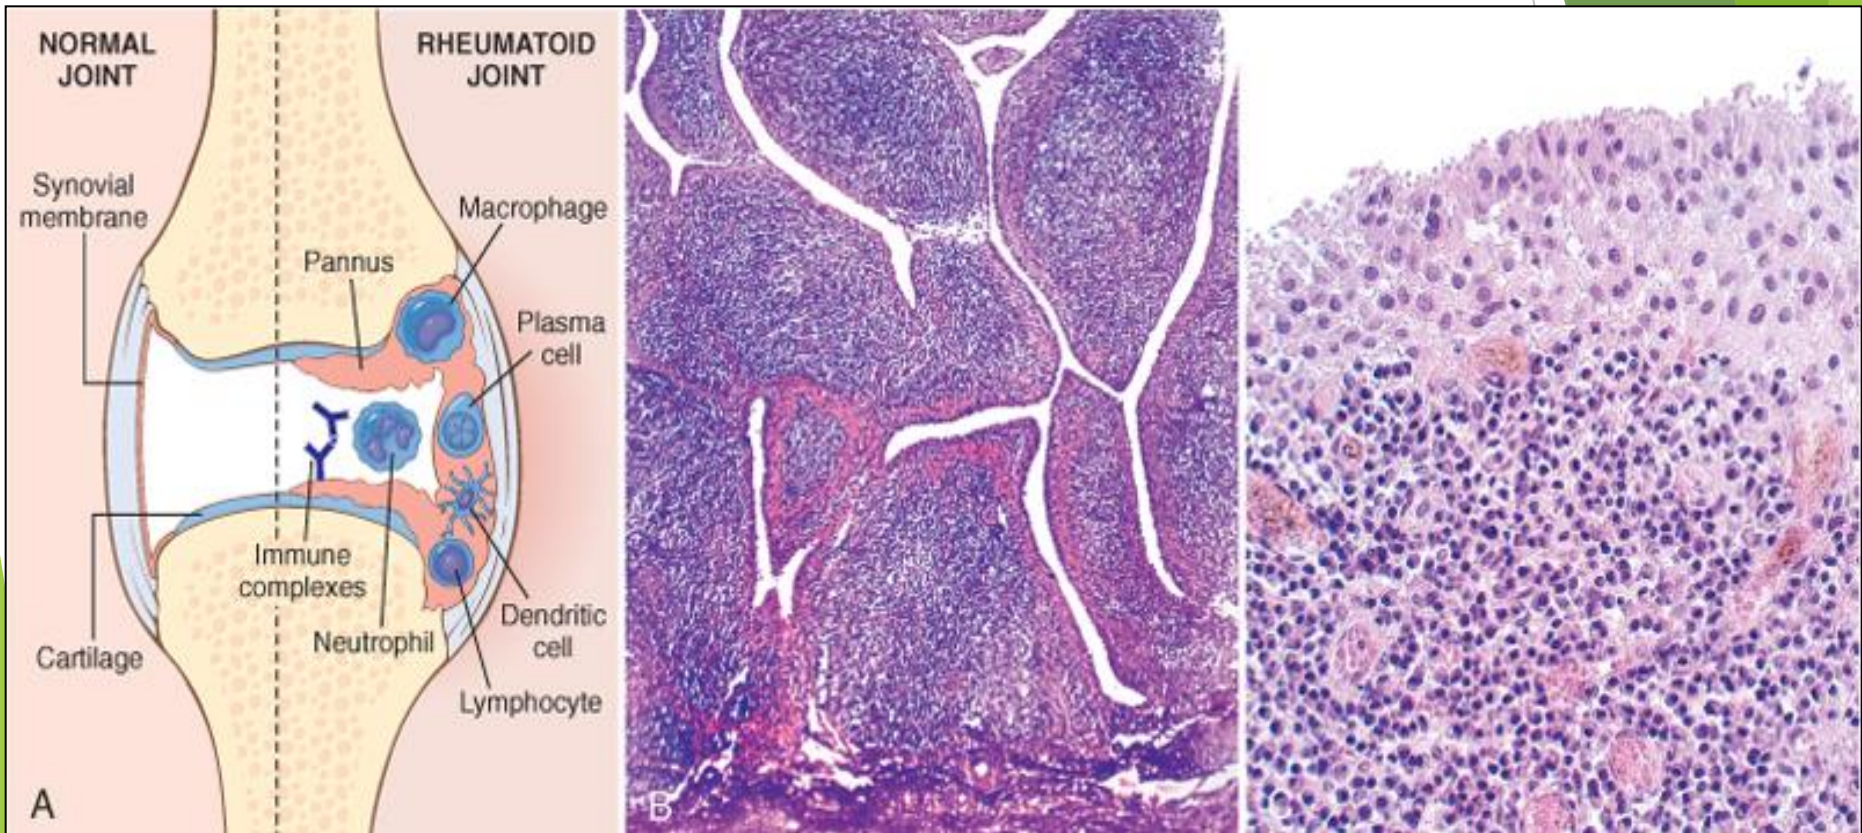 NORMAL
JOINT
RHEUMATOID
JOINT
Synovial
membrane
Macrophage
Pannus
Plasma
cell
Immune
complexes
Neutrophil
Dendritic
cell
Cartilage
Lymphocyte
A
B